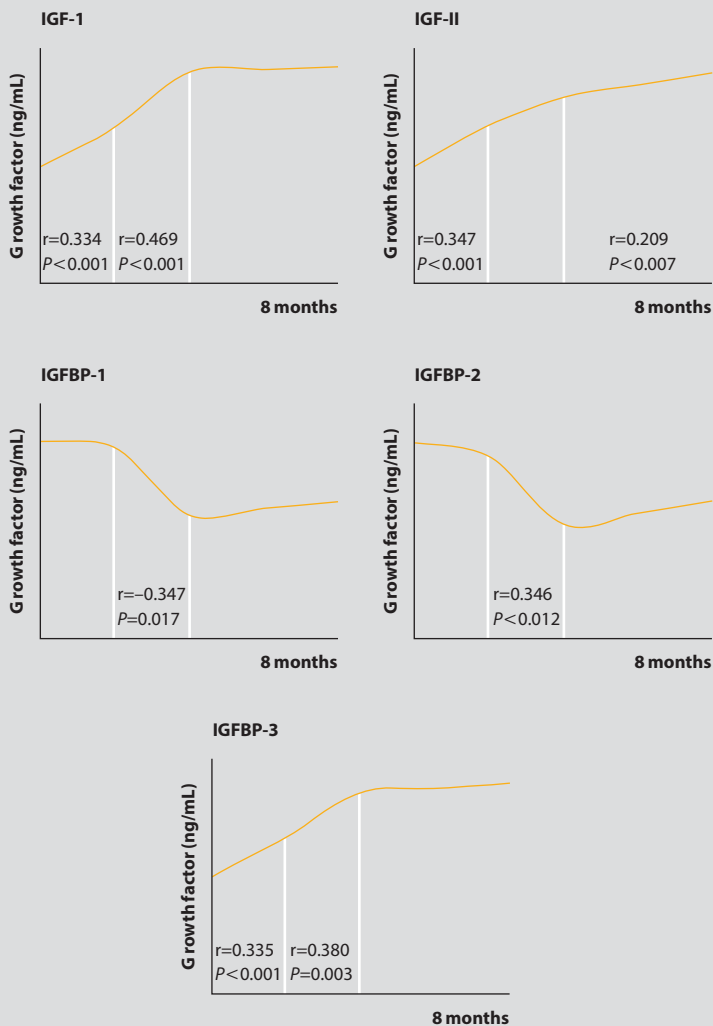 IGF-1
G rowth factor (ng/mL)
r=0.334 r=0.469
P<0.001 P<0.001
8 months
IGF-II
G rowth factor (ng/mL)
r=0.347 r=0.209
P<0.001 P<0.007
8 months
IGFBP-1
G rowth factor (ng/mL)
r=–0.347
P=0.017
8 months
IGFBP-2
G rowth factor (ng/mL)
r=0.346
P<0.012
8 months
IGFBP-3
G rowth factor (ng/mL)
r=0.335 r=0.380
P<0.001 P=0.003
8 months